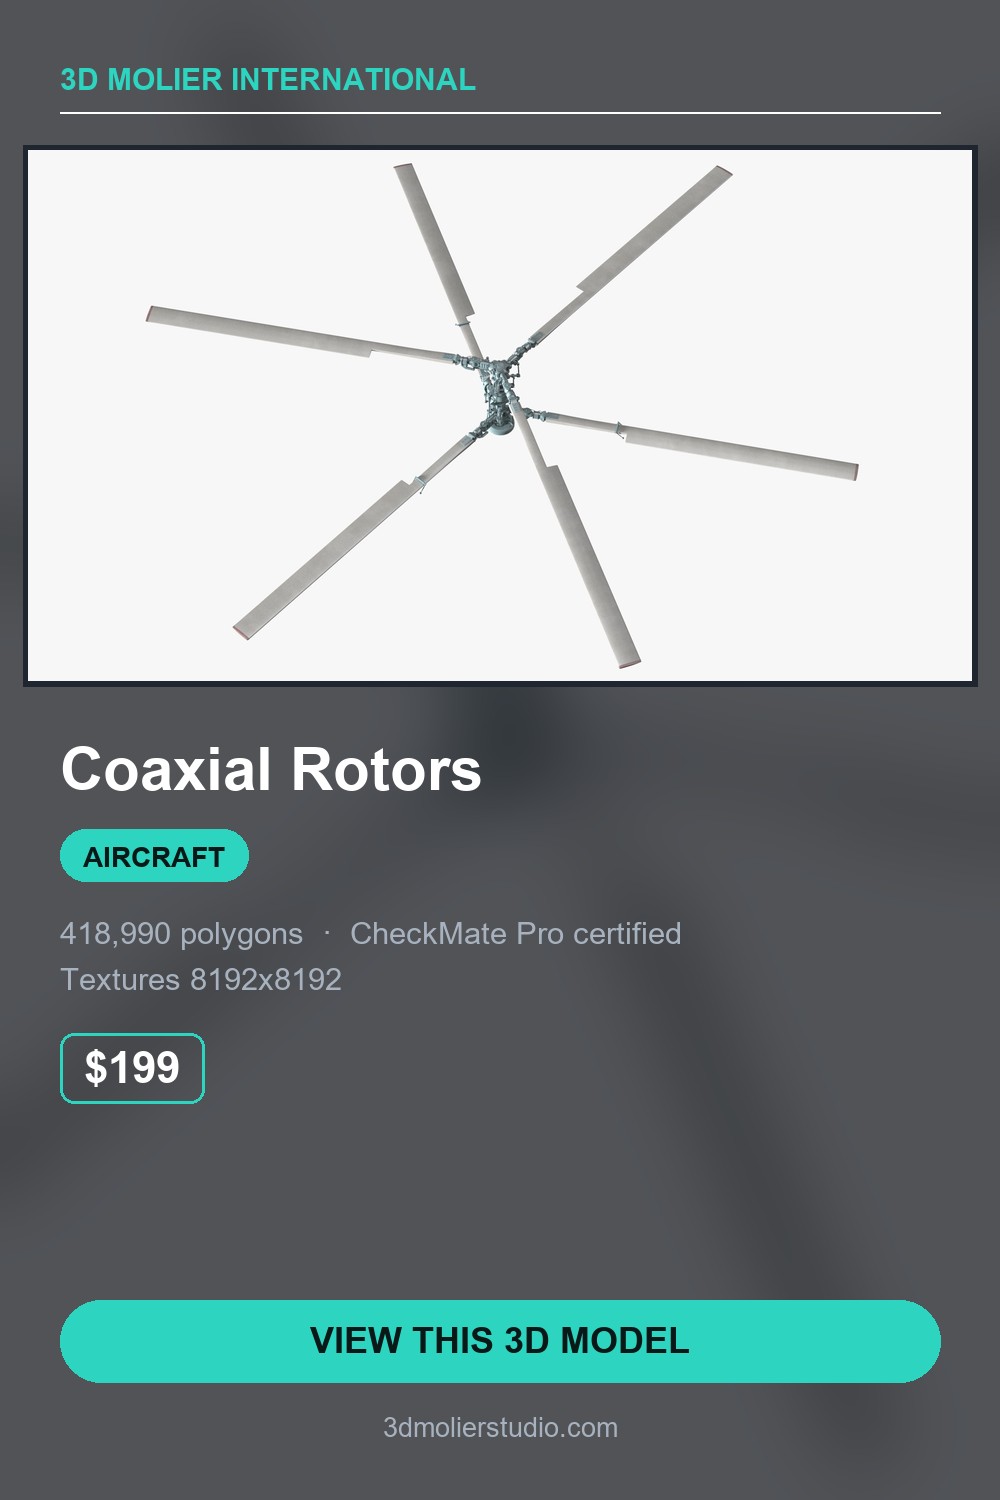 3D MOLIER INTERNATIONAL
Coaxial Rotors
AIRCRAFT
418,990 polygons · CheckMate Pro certified
Textures 8192x8192
$199
VIEW THIS 3D MODEL
3dmolierstudio.com